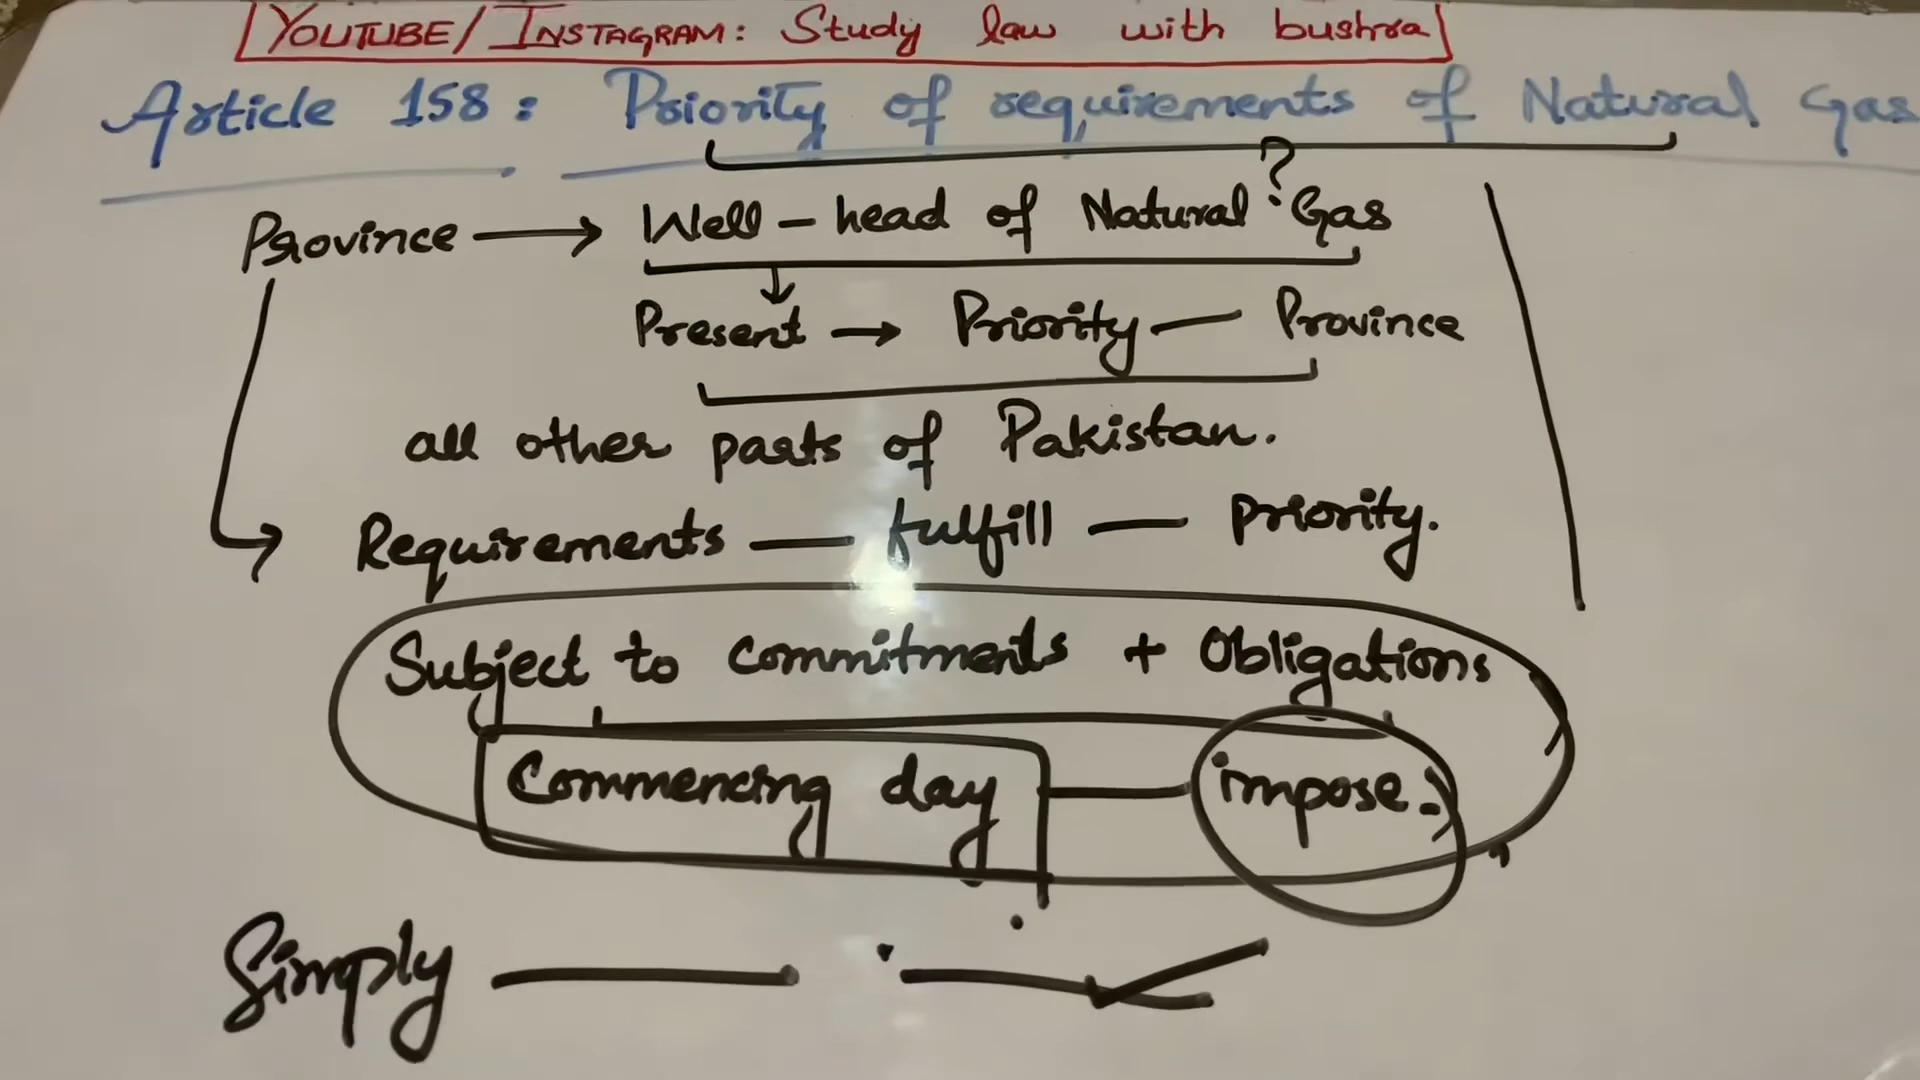 YOUTUBE/INSTAGRAM: Study law with bushra
Article 158: Priority of requirements of Natural Gas
Province → Well-head of Natural Gas
?
Present → Priority — Province
all other parts of Pakistan.
Requirements — fulfill — priority.
Subject to commitments + Obligations
Commencing day — impose.
Simply